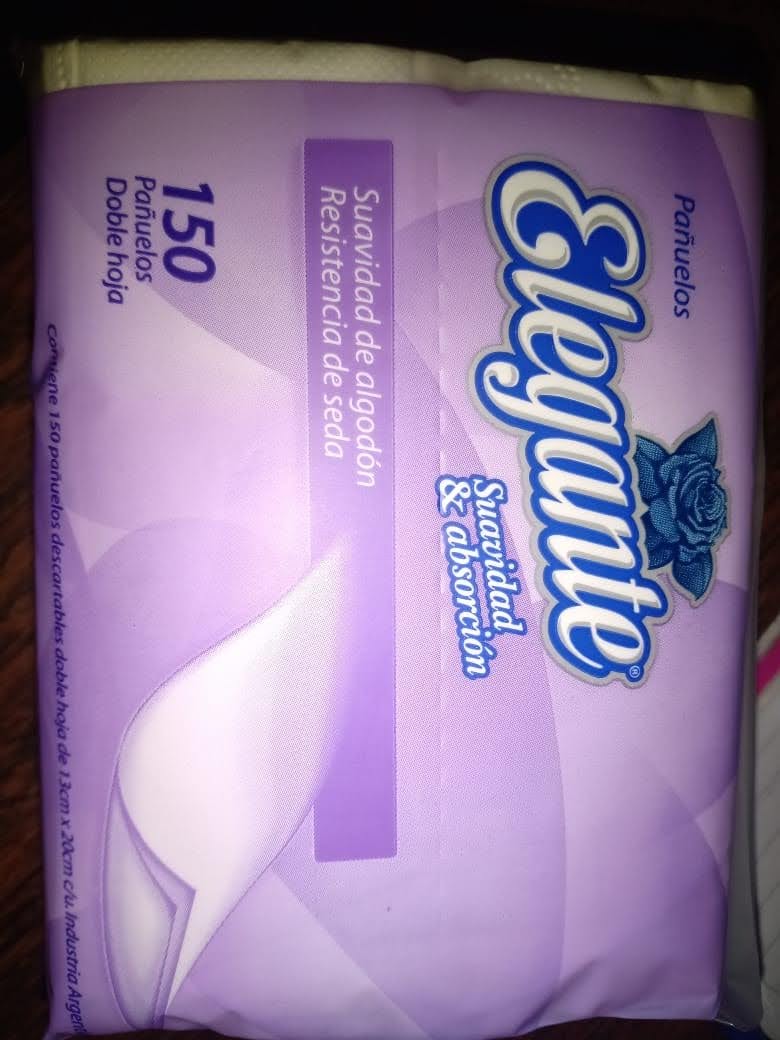 Pañuelos
Elegante®
Suavidad
& absorción
Suavidad de algodón
Resistencia de seda
150
Pañuelos
Doble hoja
Contiene 150 pañuelos descartables doble hoja de 13cm x 20cm c/u. Industria